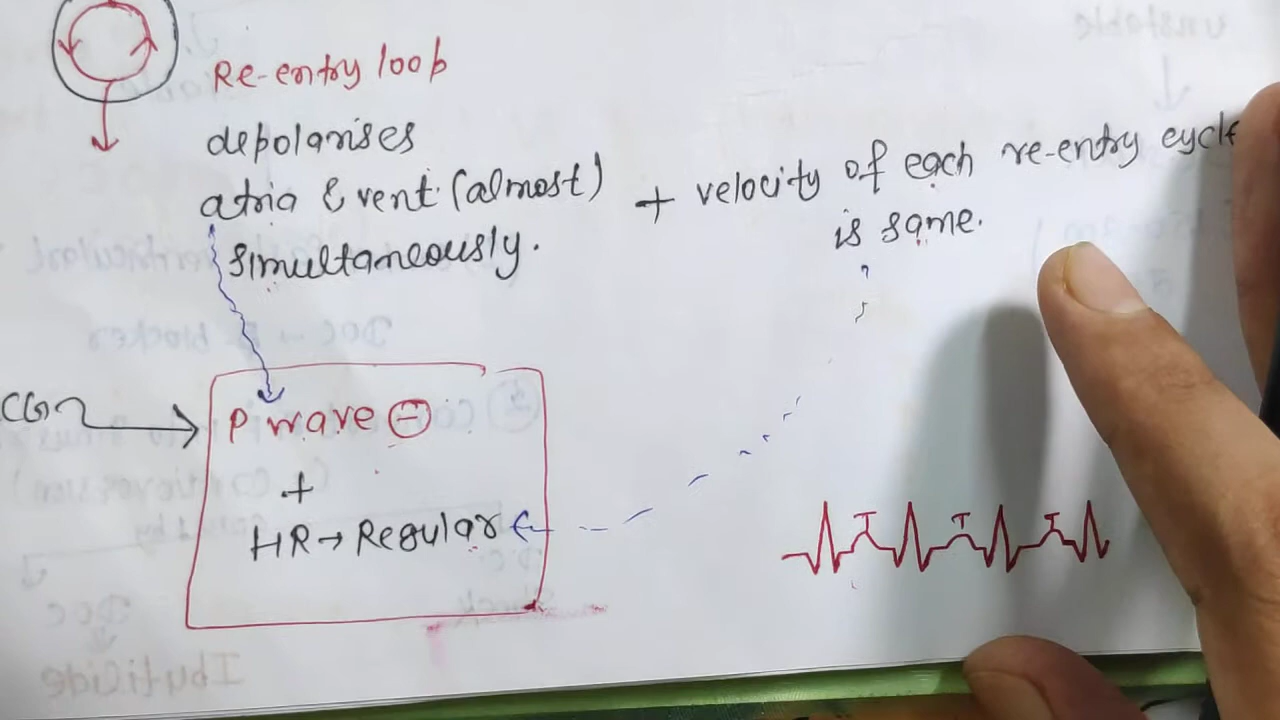 Re-entry loop
depolarises
atria & vent. (almost)
simultaneously.
+ velocity of each re-entry cycle
is same.
P wave ⊖
+
HR → Regular
T T T